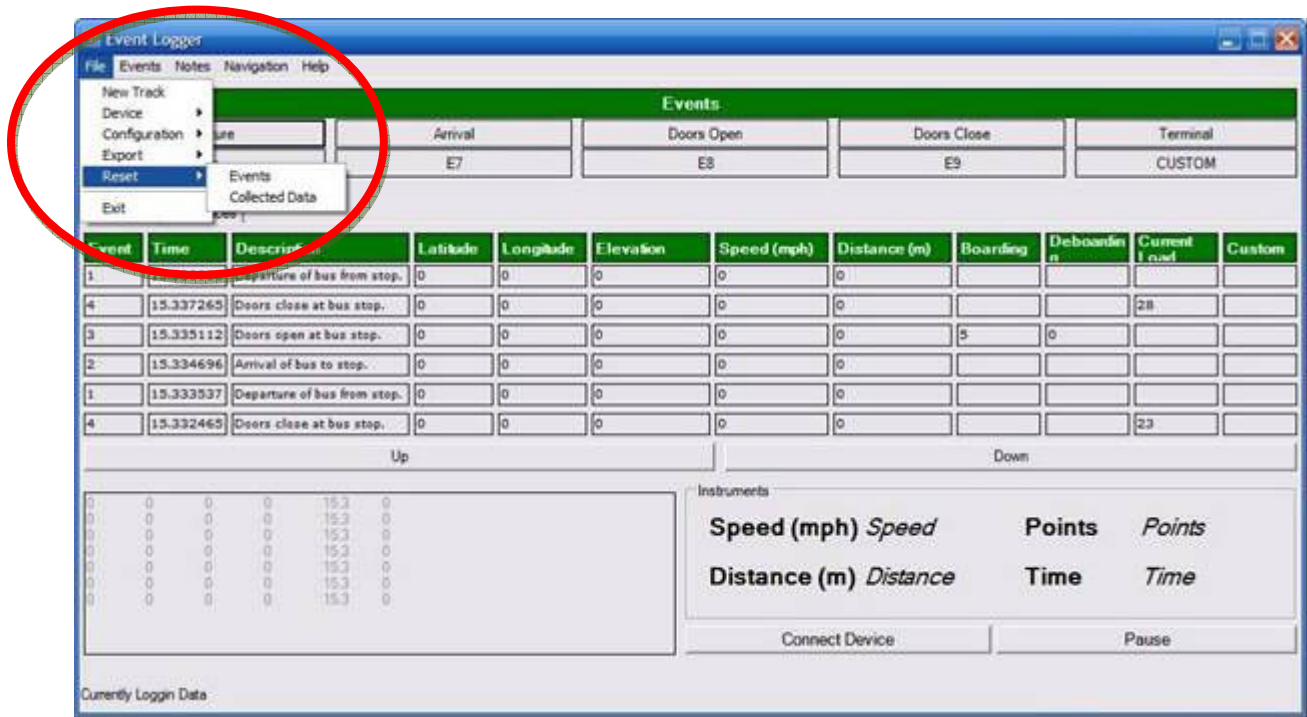 Event Logger
File Events Notes Navigation Help
New Track
Device
Configuration
Export
Reset
Exit
Events
Collected Data
Events
ure Arrival Doors Open Doors Close Terminal
E7 E8 E9 CUSTOM
Event Time Description Latitude Longitude Elevation Speed (mph) Distance (m) Boarding Deboardin Current Custom
n Load
1 Departure of bus from stop. 0 0 0 0 0
4 15.337265 Doors close at bus stop. 0 0 0 0 0 28
3 15.335112 Doors open at bus stop. 0 0 0 0 0 5 0
2 15.334696 Arrival of bus to stop. 0 0 0 0 0
1 15.333537 Departure of bus from stop. 0 0 0 0 0
4 15.332465 Doors close at bus stop. 0 0 0 0 0 23
Up Down
0 0 0 0 15.3 0
0 0 0 0 15.3 0
0 0 0 0 15.3 0
0 0 0 0 15.3 0
0 0 0 0 15.3 0
0 0 0 0 15.3 0
0 0 0 0 15.3 0
Instruments
Speed (mph) Speed Points Points
Distance (m) Distance Time Time
Connect Device Pause
Currently Loggin Data